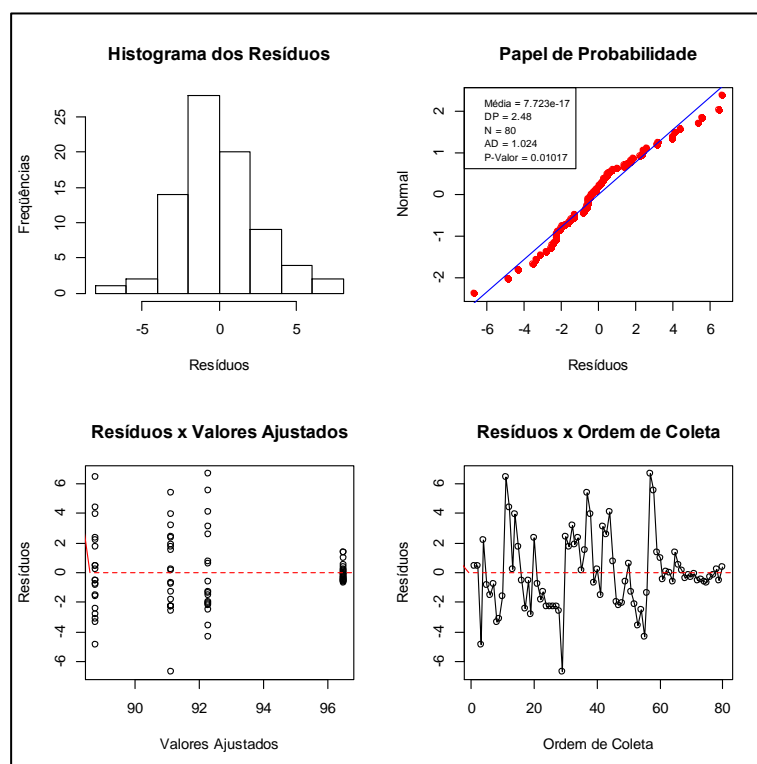 Histograma dos Resíduos
Freqüências
0 5 10 15 20 25
-5 0 5
Resíduos
Papel de Probabilidade
Média = 7.723e-17
DP = 2.48
N = 80
AD = 1.024
P-Valor = 0.01017
Normal
-2 -1 0 1 2
-6 -4 -2 0 2 4 6
Resíduos
Resíduos x Valores Ajustados
Resíduos
-6 -4 -2 0 2 4 6
90 92 94 96
Valores Ajustados
Resíduos x Ordem de Coleta
Resíduos
-6 -4 -2 0 2 4 6
0 20 40 60 80
Ordem de Coleta